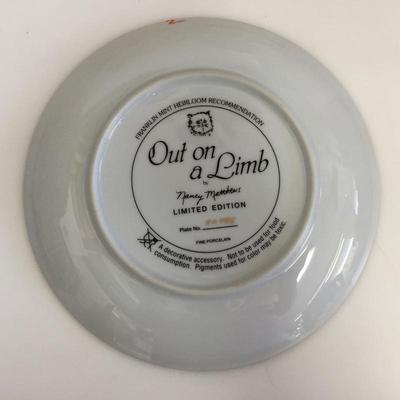 FRANKLIN MINT HEIRLOOM RECOMMENDATION
Out on
a Limb
by
Nancy Matthews
LIMITED EDITION
Plate No.
FINE PORCELAIN
A decorative accessory. Not to be used for food
consumption. Pigments used for color may be toxic.